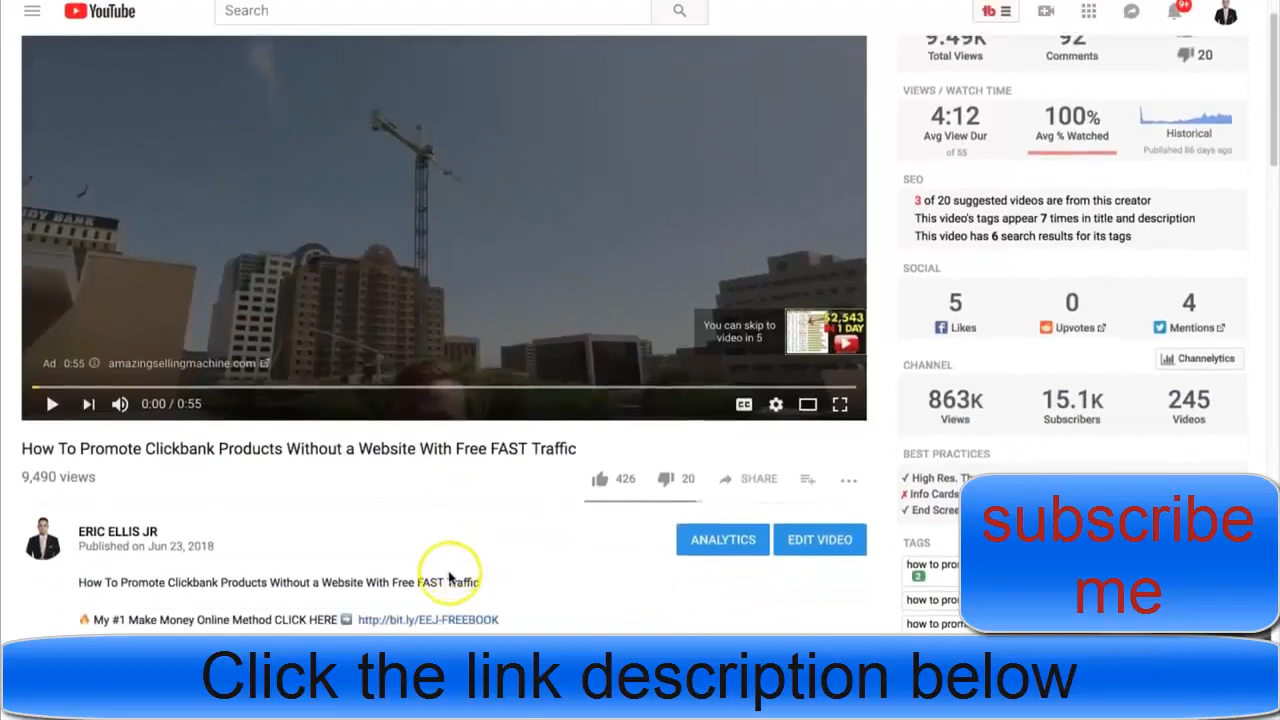 YouTube
Search
tb
9+
9.49K
Total Views
92
Comments
20
VIEWS / WATCH TIME
4:12
Avg View Dur
of 55
100%
Avg % Watched
Historical
Published 86 days ago
SEO
3 of 20 suggested videos are from this creator
This video's tags appear 7 times in title and description
This video has 6 search results for its tags
SOCIAL
5
Likes
0
Upvotes
4
Mentions
CHANNEL
Channelytics
863K
Views
15.1K
Subscribers
245
Videos
BEST PRACTICES
✓ High Res.
✗ Info Cards
✓ End Scree
TAGS
how to pro
2
how to pron
how to prom
BANK
You can skip to
video in 5
$2,543
IN 1 DAY
Ad 0:55 amazingsellingmachine.com
0:00 / 0:55
CC
How To Promote Clickbank Products Without a Website With Free FAST Traffic
9,490 views
426
20
SHARE
ERIC ELLIS JR
Published on Jun 23, 2018
ANALYTICS
EDIT VIDEO
How To Promote Clickbank Products Without a Website With Free FAST Traffic
🔥 My #1 Make Money Online Method CLICK HERE ➡ http://bit.ly/EEJ-FREEBOOK
subscribe
me
Click the link description below